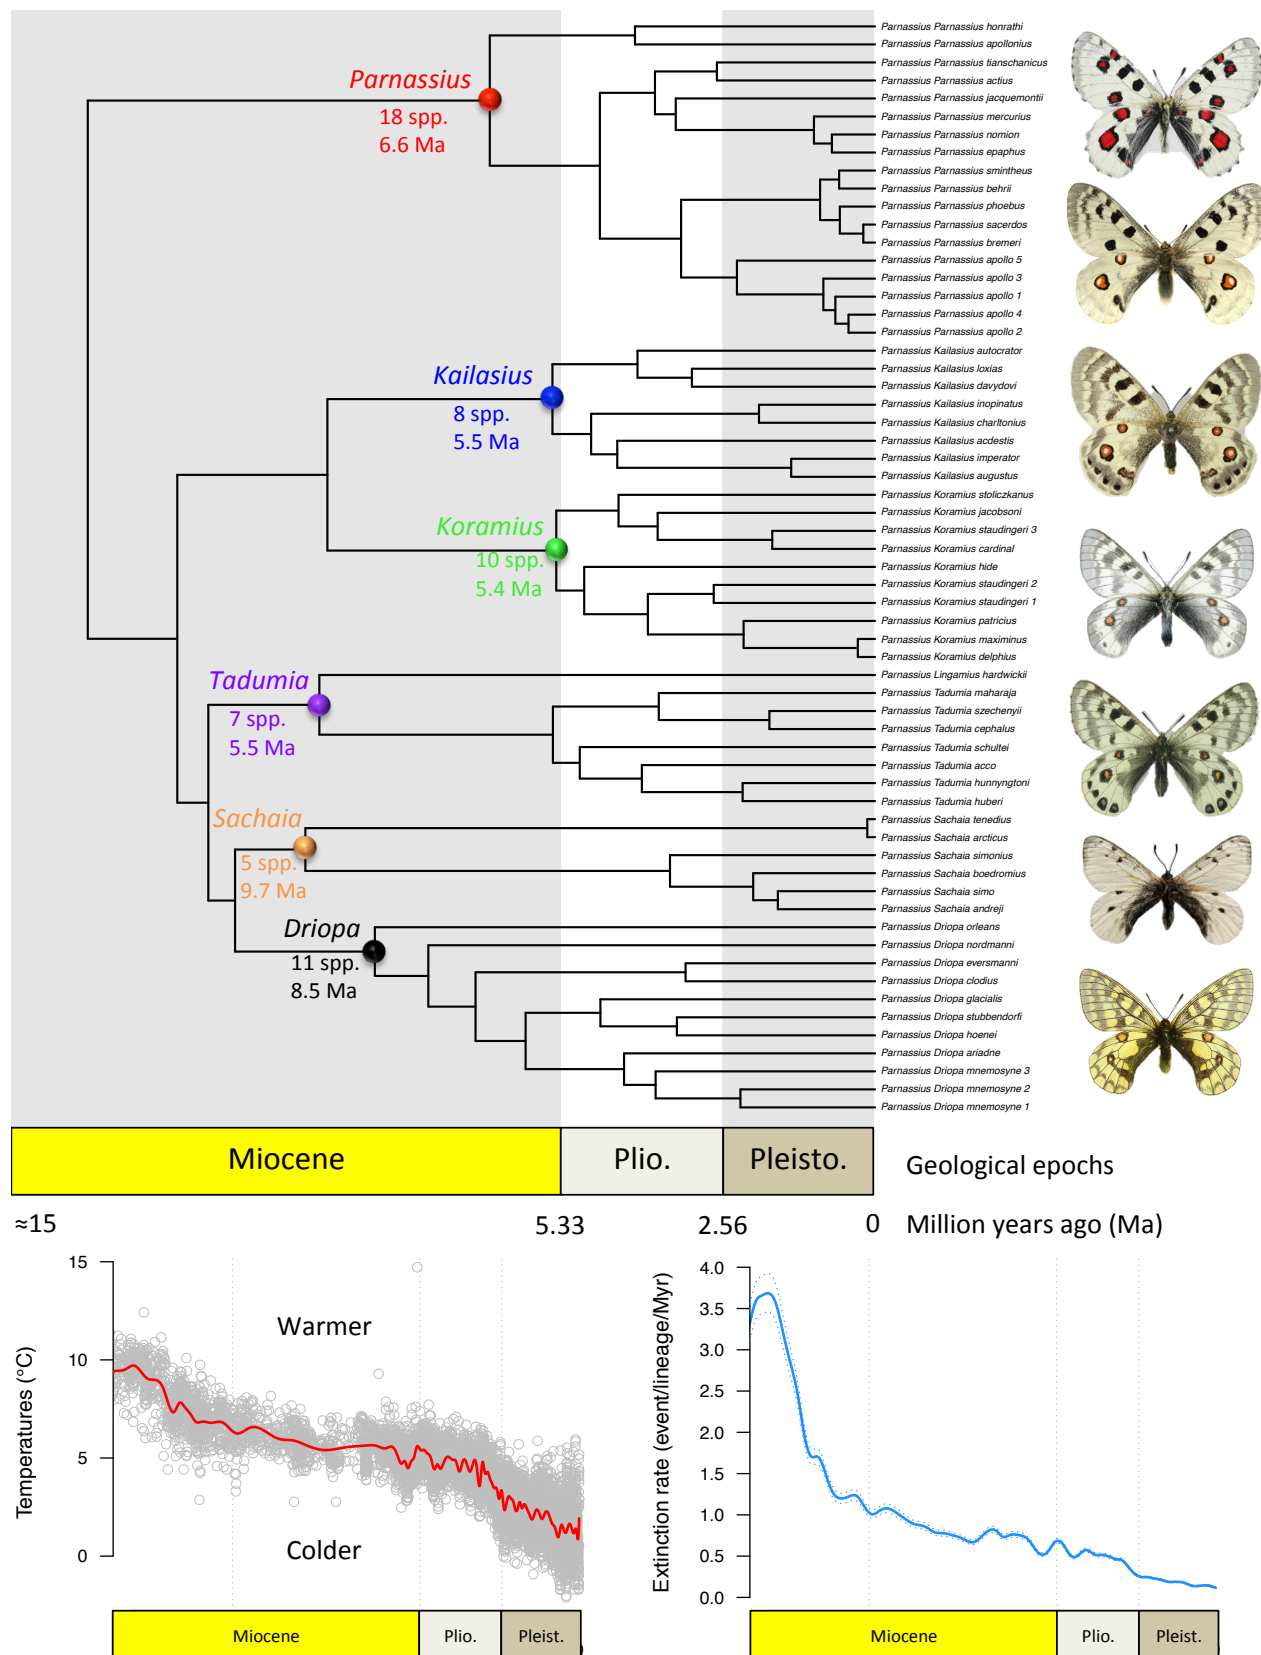 Parnassius
18 spp.
6.6 Ma
Kailasius
8 spp.
5.5 Ma
Koramius
10 spp.
5.4 Ma
Tadumia
7 spp.
5.5 Ma
Sachaia
5 spp.
9.7 Ma
Driopa
11 spp.
8.5 Ma
Parnassius Parnassius honrathi
Parnassius Parnassius apollonius
Parnassius Parnassius tianschanicus
Parnassius Parnassius actius
Parnassius Parnassius jacquemontii
Parnassius Parnassius mercurius
Parnassius Parnassius nomion
Parnassius Parnassius epaphus
Parnassius Parnassius smintheus
Parnassius Parnassius behrii
Parnassius Parnassius phoebus
Parnassius Parnassius sacerdos
Parnassius Parnassius bremeri
Parnassius Parnassius apollo 5
Parnassius Parnassius apollo 3
Parnassius Parnassius apollo 1
Parnassius Parnassius apollo 4
Parnassius Parnassius apollo 2
Parnassius Kailasius autocrator
Parnassius Kailasius loxias
Parnassius Kailasius davydovi
Parnassius Kailasius inopinatus
Parnassius Kailasius charltonius
Parnassius Kailasius acdestis
Parnassius Kailasius imperator
Parnassius Kailasius augustus
Parnassius Koramius stoliczkanus
Parnassius Koramius jacobsoni
Parnassius Koramius staudingeri 3
Parnassius Koramius cardinal
Parnassius Koramius hide
Parnassius Koramius staudingeri 2
Parnassius Koramius staudingeri 1
Parnassius Koramius patricius
Parnassius Koramius maximinus
Parnassius Koramius delphius
Parnassius Lingamius hardwickii
Parnassius Tadumia maharaja
Parnassius Tadumia szechenyii
Parnassius Tadumia cephalus
Parnassius Tadumia schultei
Parnassius Tadumia acco
Parnassius Tadumia hunnyngtoni
Parnassius Tadumia huberi
Parnassius Sachaia tenedius
Parnassius Sachaia arcticus
Parnassius Sachaia simonius
Parnassius Sachaia boedromius
Parnassius Sachaia simo
Parnassius Sachaia andreji
Parnassius Driopa orleans
Parnassius Driopa nordmanni
Parnassius Driopa eversmanni
Parnassius Driopa clodius
Parnassius Driopa glacialis
Parnassius Driopa stubbendorfi
Parnassius Driopa hoenei
Parnassius Driopa ariadne
Parnassius Driopa mnemosyne 3
Parnassius Driopa mnemosyne 2
Parnassius Driopa mnemosyne 1
Miocene Plio. Pleisto. Geological epochs
≈15 5.33 2.56 0 Million years ago (Ma)
Temperatures (°C)
15
10
5
0
Warmer
Colder
Miocene Plio. Pleist.
Extinction rate (event/lineage/Myr)
4.0
3.5
3.0
2.5
2.0
1.5
1.0
0.5
0.0
Miocene Plio. Pleist.